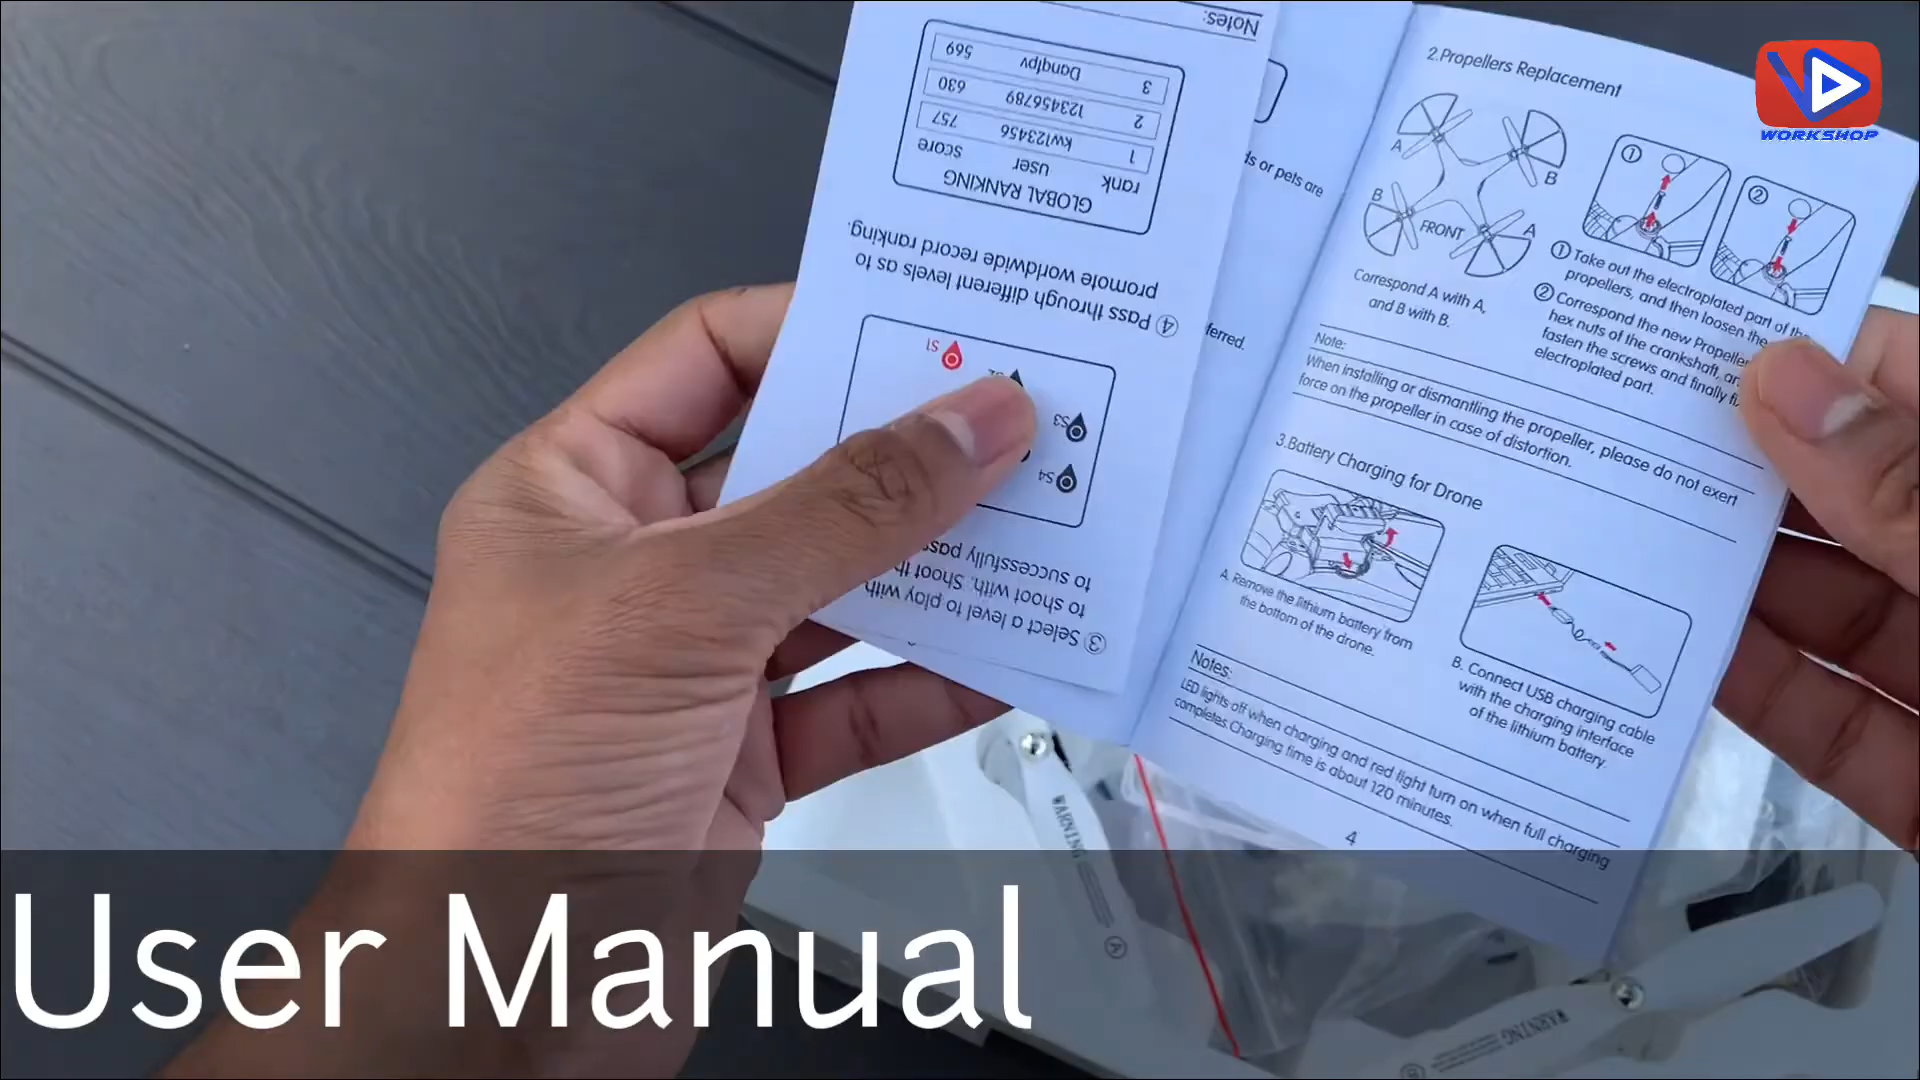 Notes:
3 Danqfpv 569
2 123456789 630
1 kw123456 757
rank user score
GLOBAL RANKING
④ Pass through different levels as to
promote worldwide record ranking.
S1
S3
S4
③ Select a level to play with
to shoot with. Shoot th
to successfully pass
ds or pets are
ferred.
2.Propellers Replacement
A
B
B
A
FRONT
Correspond A with A,
and B with B.
①
②
① Take out the electroplated part of the
propellers, and then loosen the
② Correspond the new Propeller
hex nuts of the crankshaft, an
fasten the screws and finally fi
electroplated part.
Note:
When installing or dismantling the propeller, please do not exert
force on the propeller in case of distortion.
3.Battery Charging for Drone
A. Remove the lithium battery from
the bottom of the drone.
B. Connect USB charging cable
with the charging interface
of the lithium battery.
Notes:
LED lights off when charging and red light turn on when full charging
completes.Charging time is about 120 minutes.
4
WARNING
A
WARNING
B
WORKSHOP
User Manual